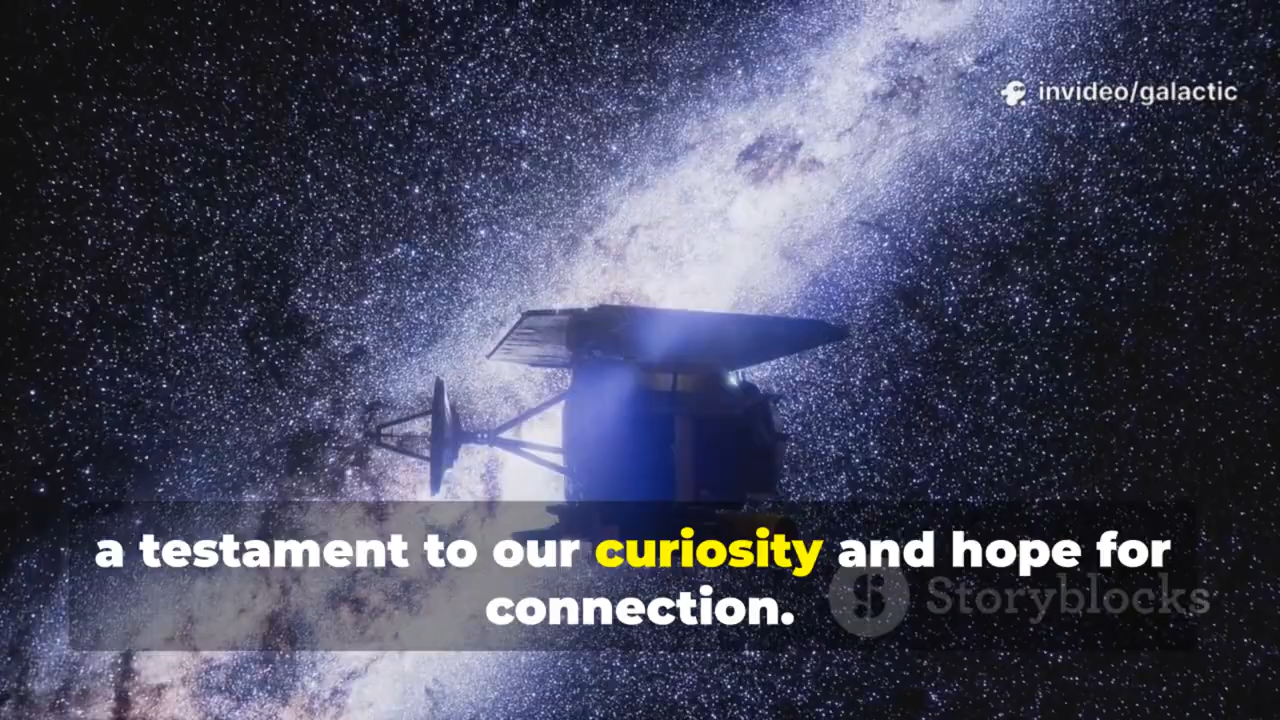 invideo/galactic
a testament to our curiosity and hope for
connection.
Storyblocks